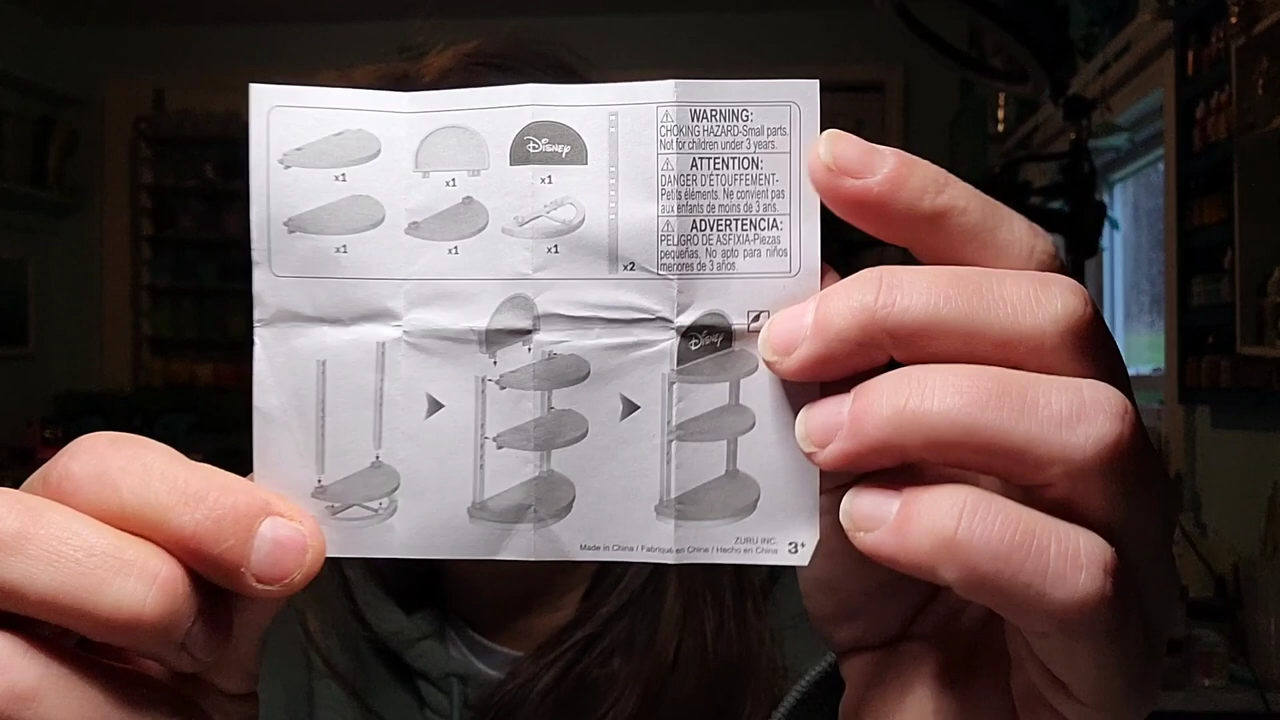 x1
x1
DISNEY
x1
x1
x1
x1
x2
WARNING:
CHOKING HAZARD-Small parts.
Not for children under 3 years.
ATTENTION:
DANGER D'ÉTOUFFEMENT-
Petits éléments. Ne convient pas
aux enfants de moins de 3 ans.
ADVERTENCIA:
PELIGRO DE ASFIXIA-Piezas
pequeñas. No apto para niños
menores de 3 años.
DISNEY
ZURU INC.
Made in China / Fabriqué en Chine / Hecho en China
3+